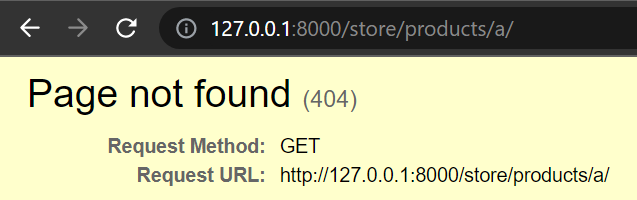 127.0.0.1:8000/store/products/a/
Page not found (404)
Request Method: GET
Request URL: http://127.0.0.1:8000/store/products/a/